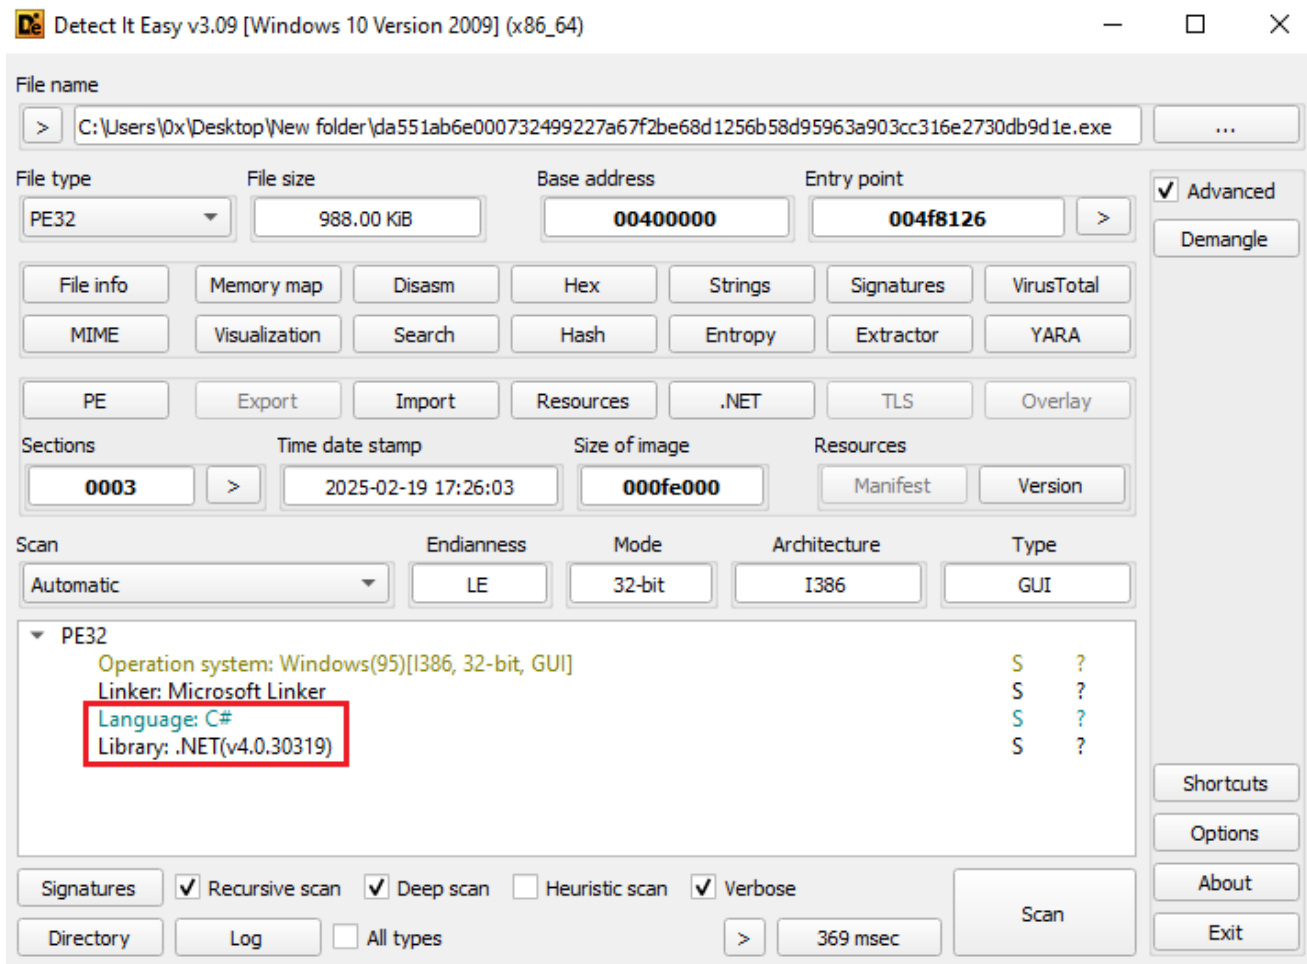 Detect It Easy v3.09 [Windows 10 Version 2009] (x86_64)
File name
> C:\Users\0x\Desktop\New folder\da551ab6e000732499227a67f2be68d1256b58d95963a903cc316e2730db9d1e.exe ...
File type File size Base address Entry point
Advanced
PE32 988.00 KiB 00400000 004f8126 >
Demangle
File info Memory map Disasm Hex Strings Signatures VirusTotal
MIME Visualization Search Hash Entropy Extractor YARA
PE Export Import Resources .NET TLS Overlay
Sections Time date stamp Size of image Resources
0003 > 2025-02-19 17:26:03 000fe000 Manifest Version
Scan Endianness Mode Architecture Type
Automatic LE 32-bit I386 GUI
PE32
Operation system: Windows(95)[I386, 32-bit, GUI] S ?
Linker: Microsoft Linker S ?
Language: C# S ?
Library: .NET(v4.0.30319) S ?
Shortcuts
Options
Signatures Recursive scan Deep scan Heuristic scan Verbose
About
Scan
Directory Log All types > 369 msec
Exit